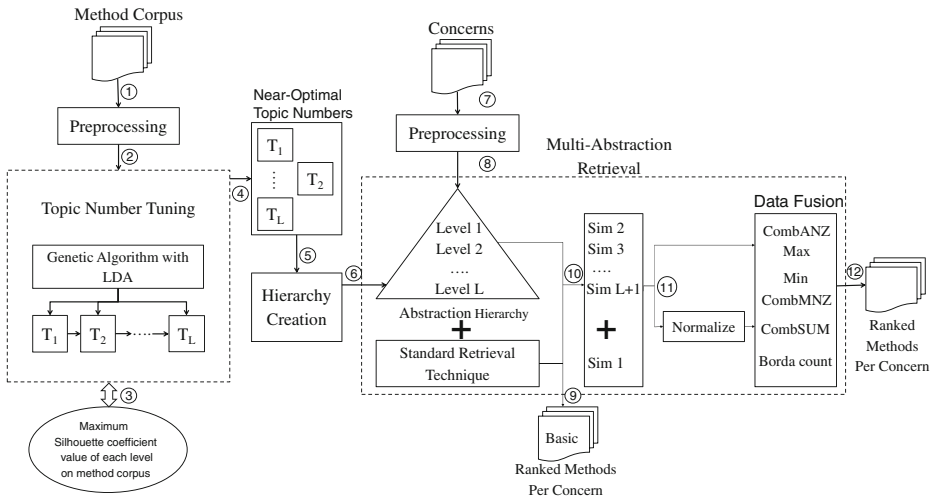 Method Corpus
①
Preprocessing
②
Topic Number Tuning
Genetic Algorithm with
LDA
T1
T2
.....
TL
③
Maximum
Silhouette coefficient
value of each level
on method corpus
④
Near-Optimal
Topic Numbers
T1
T2
.....
TL
⑤
Hierarchy
Creation
⑥
Concerns
⑦
Preprocessing
⑧
Multi-Abstraction
Retrieval
Level 1
Level 2
....
Level L
Abstraction Hierarchy
+
Standard Retrieval
Technique
⑨
Basic
Ranked Methods
Per Concern
⑩
Sim 2
Sim 3
....
Sim L+1
+
Sim 1
⑪
Normalize
Data Fusion
CombANZ
Max
Min
CombMNZ
CombSUM
Borda count
⑫
Ranked
Methods
Per Concern